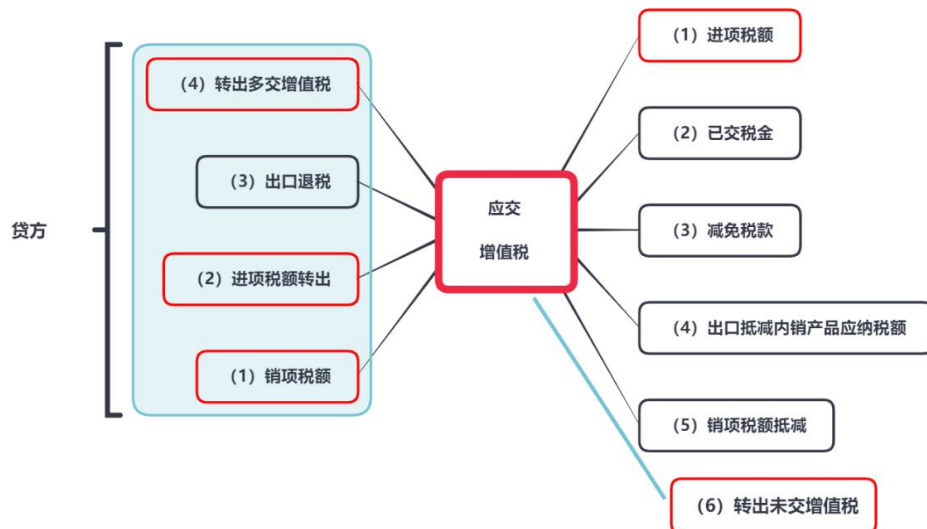 贷方
（4）转出多交增值税
（3）出口退税
（2）进项税额转出
（1）销项税额
应交
增值税
（1）进项税额
（2）已交税金
（3）减免税款
（4）出口抵减内销产品应纳税额
（5）销项税额抵减
（6）转出未交增值税